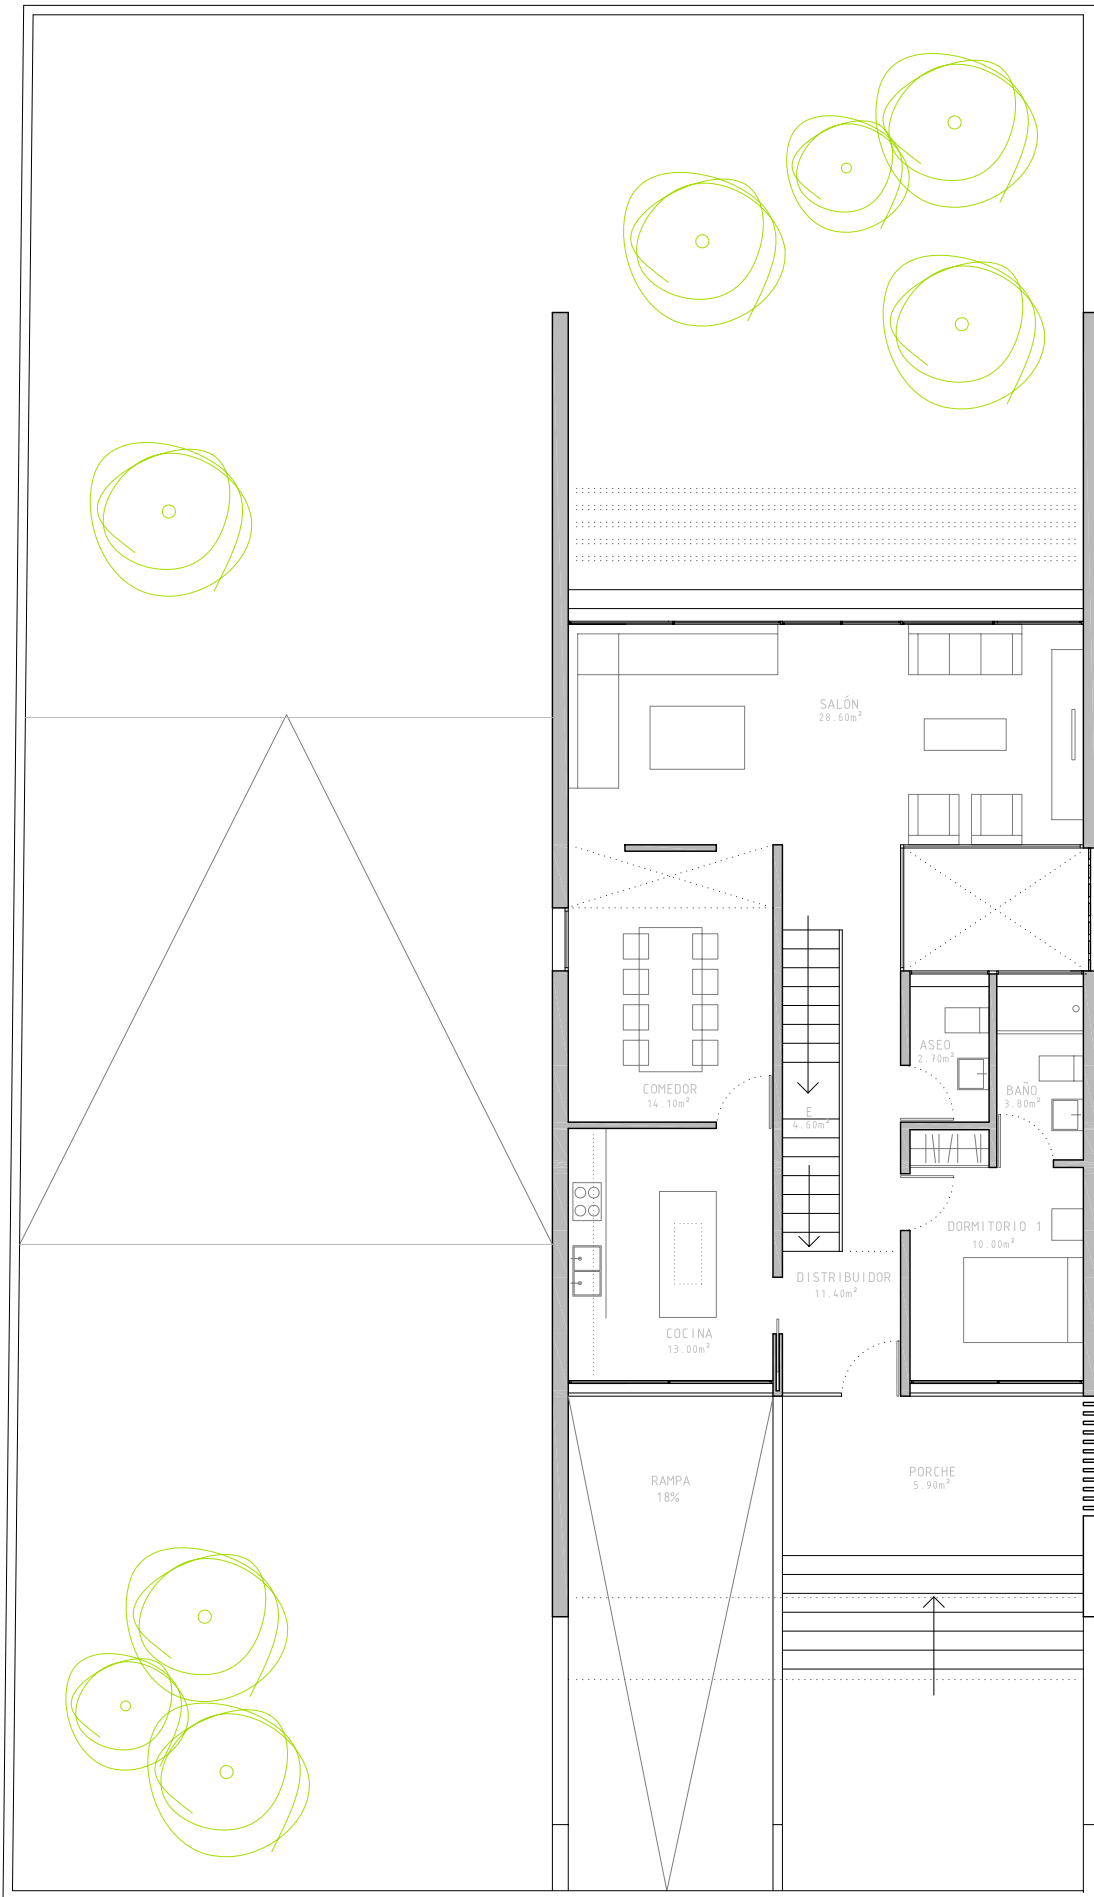 SALÓN
28.60m²
ASEO
2.70m²
BAÑO
3.80m²
COMEDOR
14.10m²
E
4.60m²
DORMITORIO 1
10.00m²
DISTRIBUIDOR
11.40m²
COCINA
13.00m²
RAMPA
18%
PORCHE
5.90m²